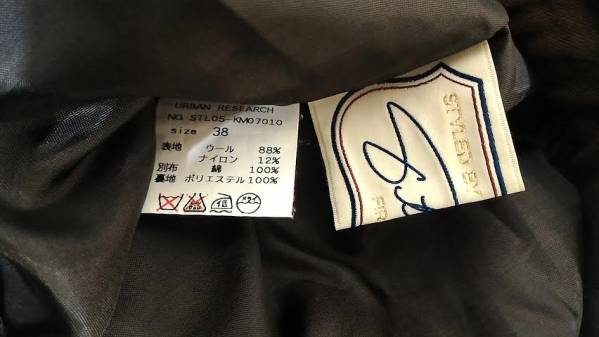 URBAN RESEARCH
NO. STL05-KM07010
size 38
表地 ウール 88%
ナイロン 12%
別布 綿 100%
裏地 ポリエステル100%
STYLED BY